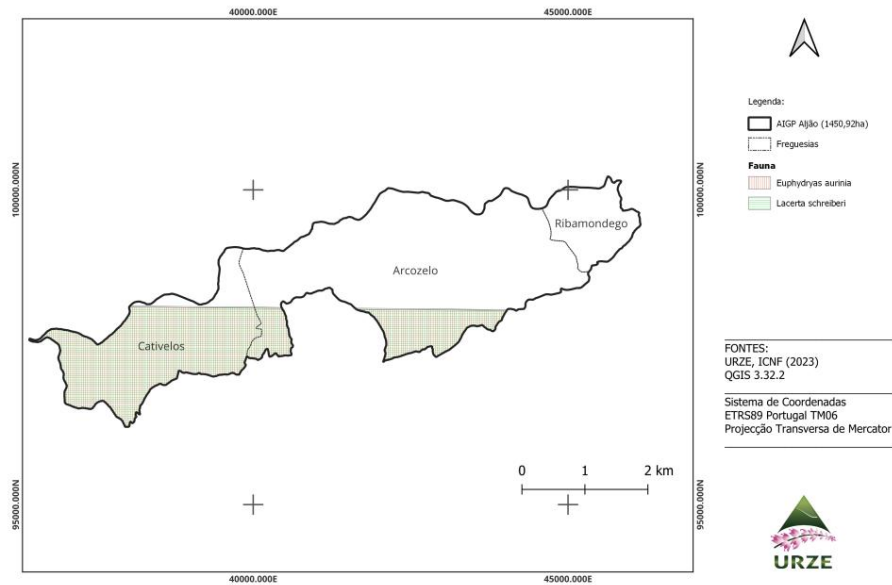 40000.000E
45000.000E
100000.000N
100000.000N
Legenda:
AIGP Aljão (1450,92ha)
Freguesias
Fauna
Euphydryas aurinia
Lacerta schreiberi
Ribamondego
Arcozelo
Cativelos
FONTES:
URZE, ICNF (2023)
QGIS 3.32.2
Sistema de Coordenadas
ETRS89 Portugal TM06
Projecção Transversa de Mercator
0 1 2 km
95000.000N
95000.000N
40000.000E
45000.000E
URZE